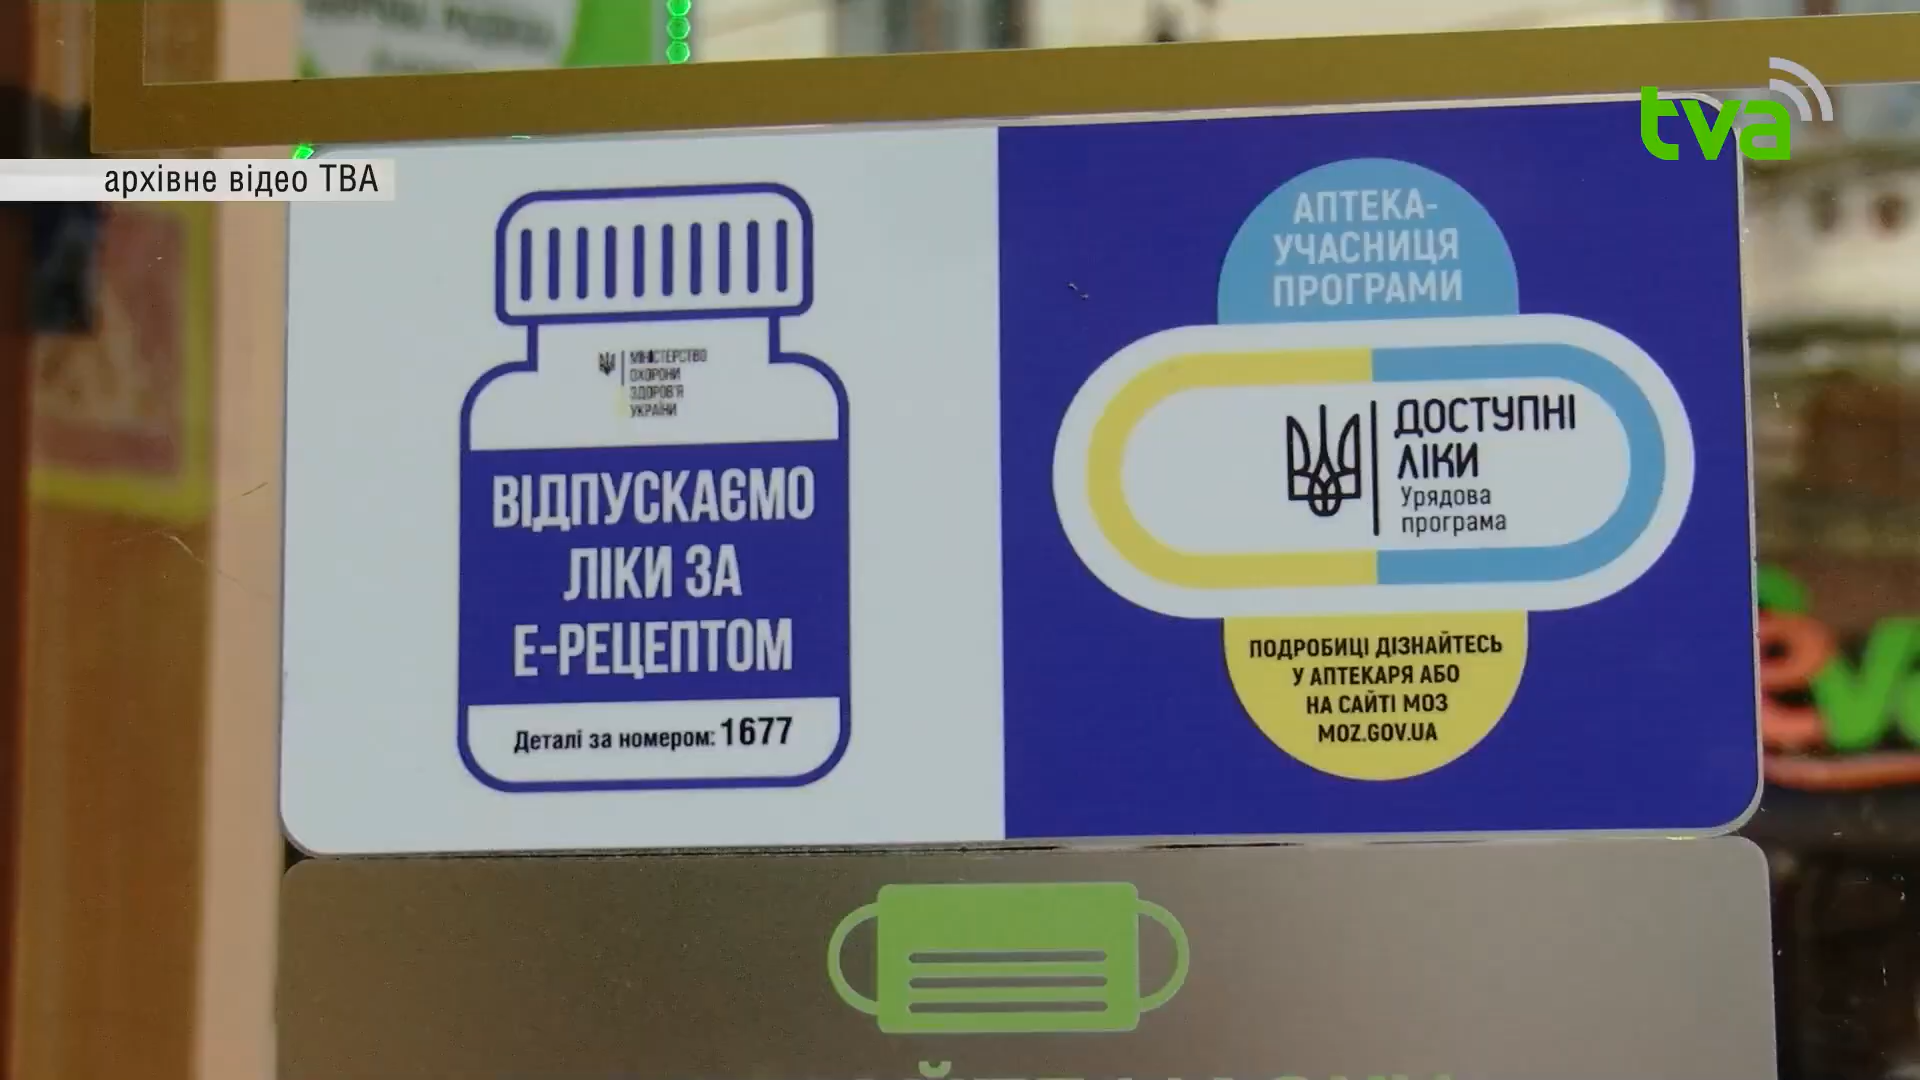 tva
архівне відео ТВА
МІНІСТЕРСТВО
ОХОРОНИ
ЗДОРОВ'Я
УКРАЇНИ
ВІДПУСКАЄМО
ЛІКИ ЗА
Е-РЕЦЕПТОМ
Деталі за номером: 1677
АПТЕКА-
УЧАСНИЦЯ
ПРОГРАМИ
ДОСТУПНІ
ЛІКИ
Урядова
програма
ПОДРОБИЦІ ДІЗНАЙТЕСЬ
У АПТЕКАРЯ АБО
НА САЙТІ МОЗ
MOZ.GOV.UA